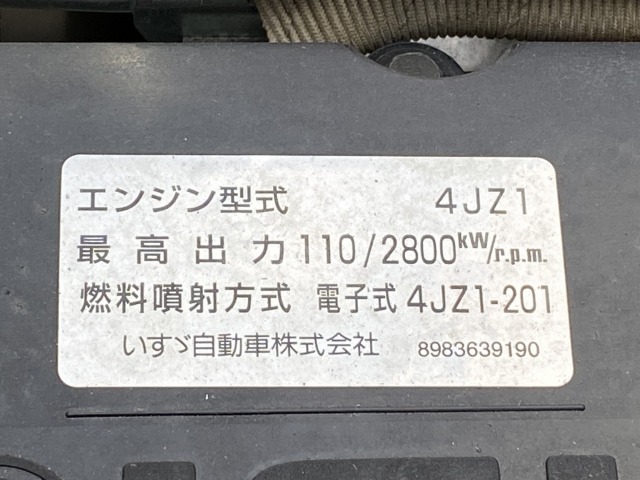 エンジン型式 4JZ1
最高出力 110/2800kW/r.p.m.
燃料噴射方式 電子式 4JZ1-201
いすゞ自動車株式会社 8983639190